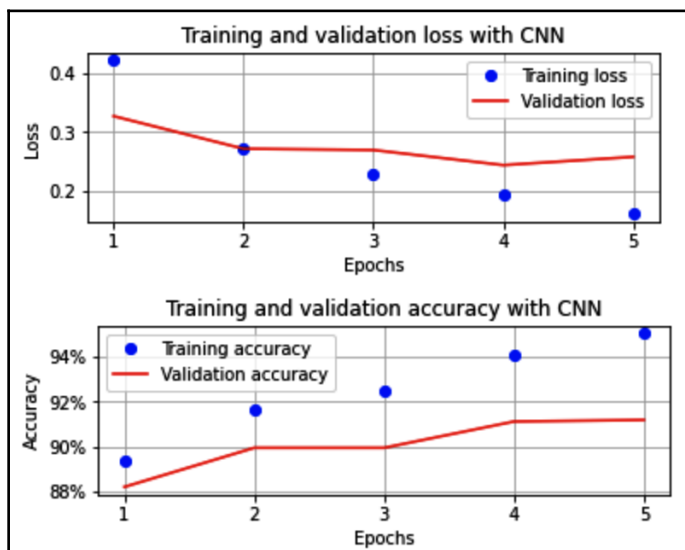 Training and validation loss with CNN
0.4
0.3
0.2
Loss
Training loss
Validation loss
1 2 3 4 5
Epochs
Training and validation accuracy with CNN
94%
92%
90%
88%
Accuracy
Training accuracy
Validation accuracy
1 2 3 4 5
Epochs